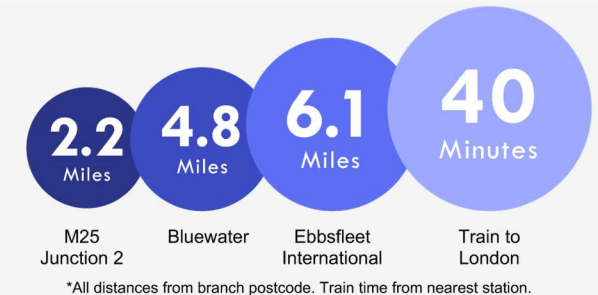 2.2
Miles
4.8
Miles
6.1
Miles
40
Minutes
M25
Junction 2
Bluewater
Ebbsfleet
International
Train to
London
*All distances from branch postcode. Train time from nearest station.